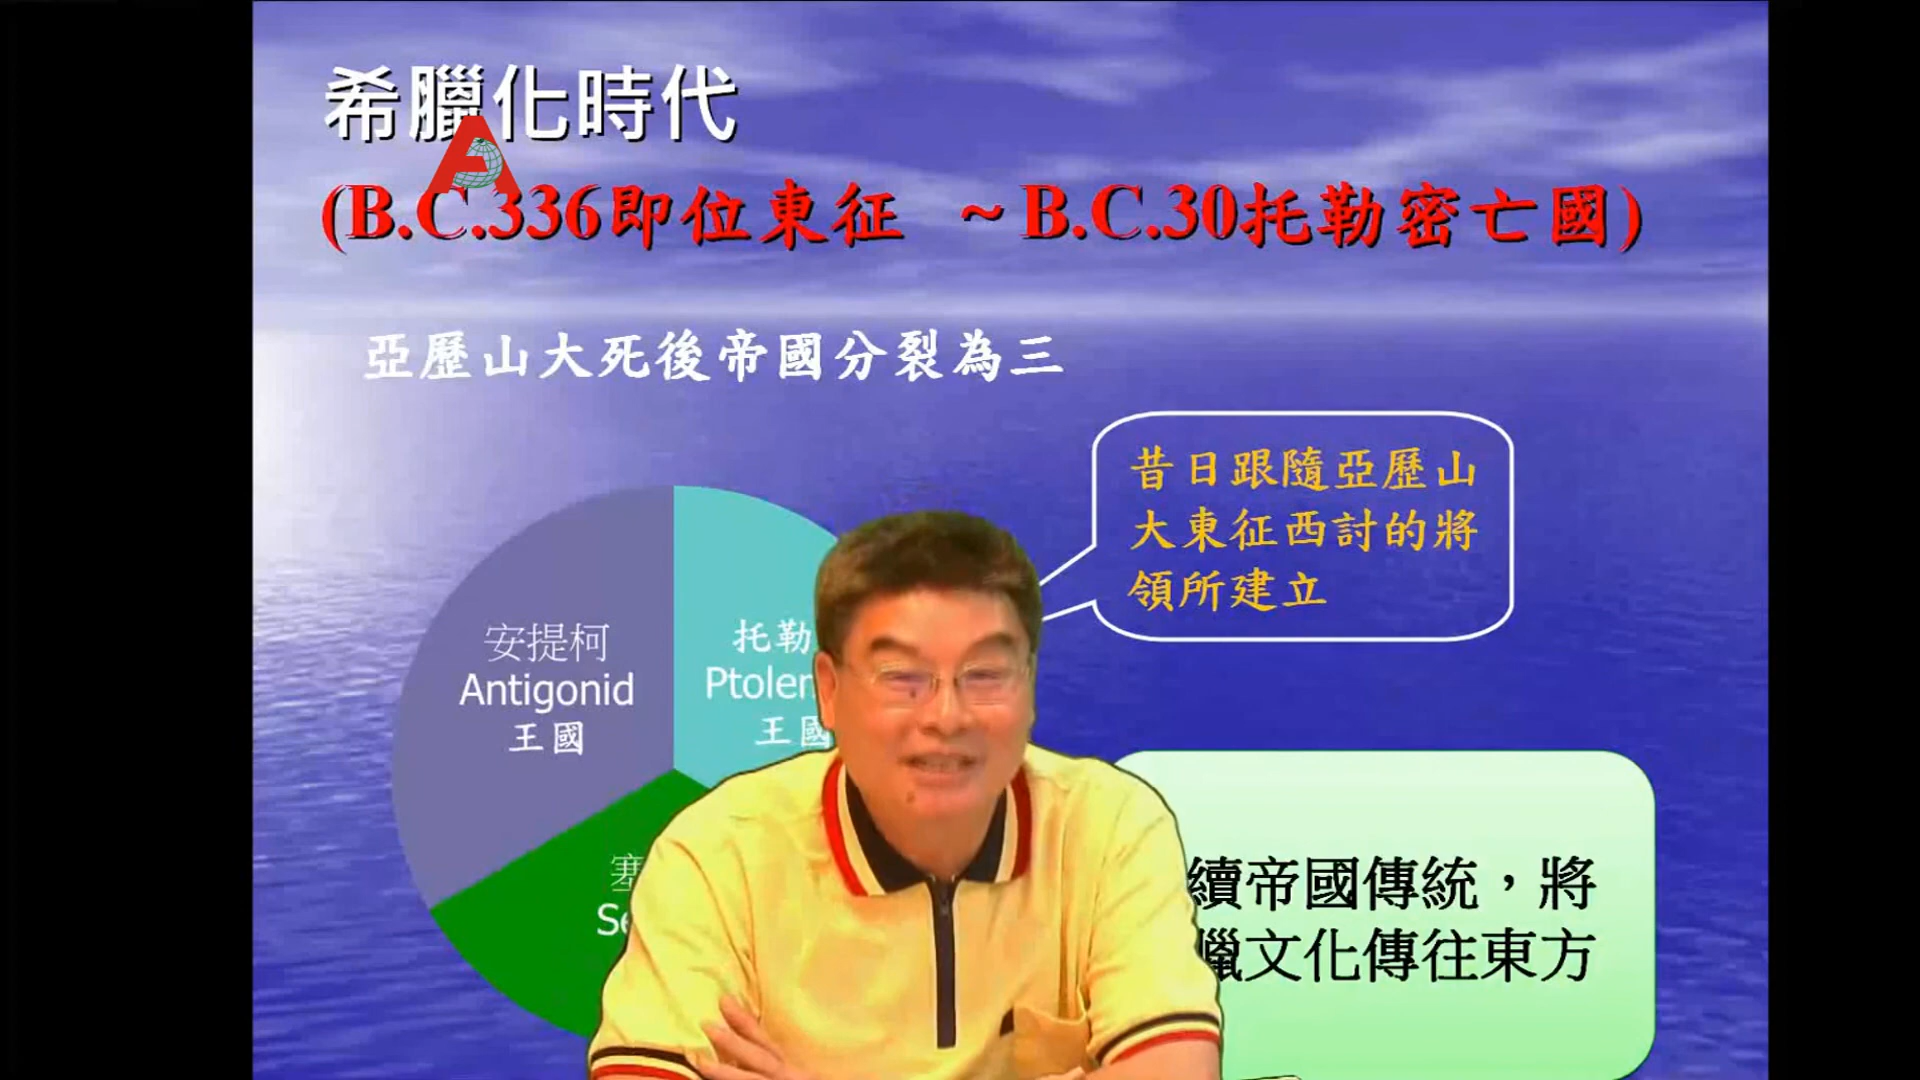 希臘化時代
(B.C.336即位東征 ~B.C.30托勒密亡國)
亞歷山大死後帝國分裂為三
昔日跟隨亞歷山
大東征西討的將
領所建立
安提柯
Antigonid
王國
托勒
Ptolem
王國
塞
Se
續帝國傳統，將
臘文化傳往東方